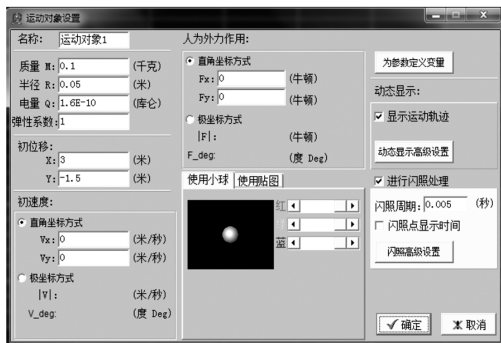 运动对象设置
名称: 运动对象1
质量 M: 0.1 (千克)
半径 R: 0.05 (米)
电量 Q: 1.6E-10 (库仑)
弹性系数: 1
初位移:
X: 3 (米)
Y: -1.5 (米)
初速度:
直角坐标方式
Vx: 0 (米/秒)
Vy: 0 (米/秒)
极坐标方式
|V|: (米/秒)
V_deg: (度 Deg)
人为外力作用:
直角坐标方式
Fx: 0 (牛顿)
Fy: 0 (牛顿)
极坐标方式
|F|: (牛顿)
F_deg: (度 Deg)
使用小球 使用贴图
红
蓝
为参数定义变量
动态显示:
显示运动轨迹
动态显示高级设置
进行闪照处理
闪照周期: 0.005 (秒)
闪照点显示时间
闪照高级设置
确定 取消